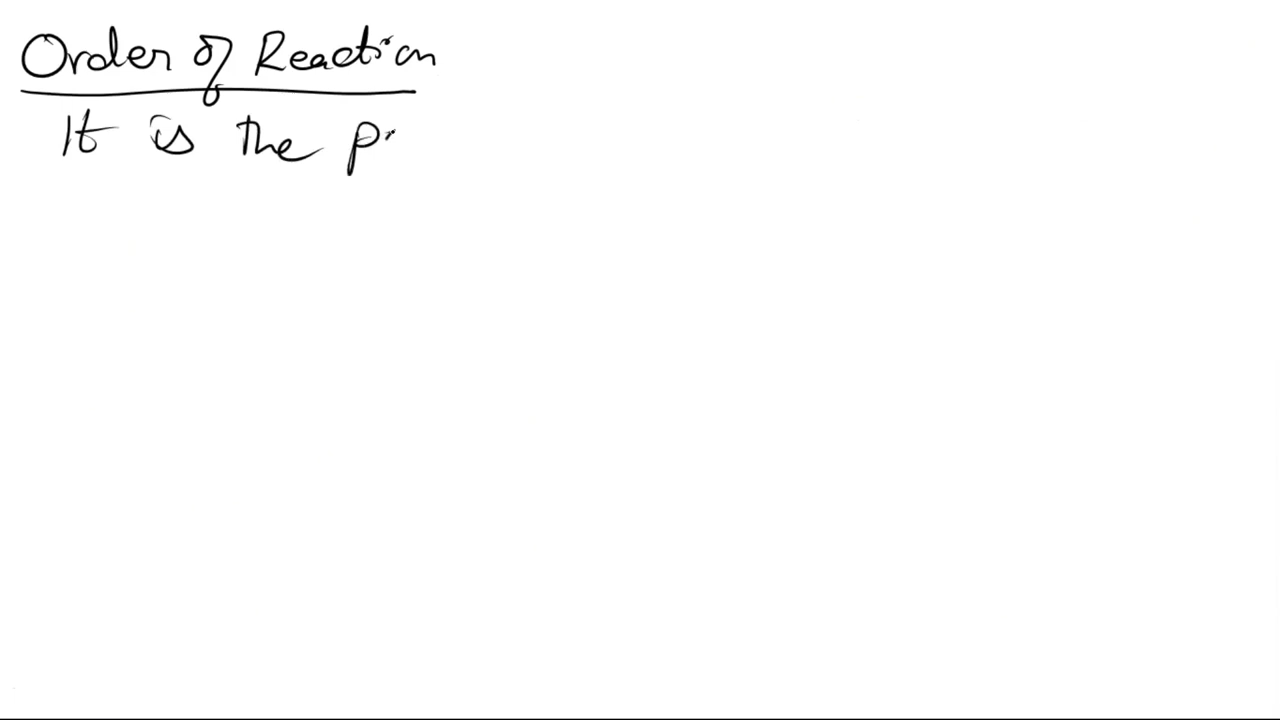 Order of Reaction
It is the p